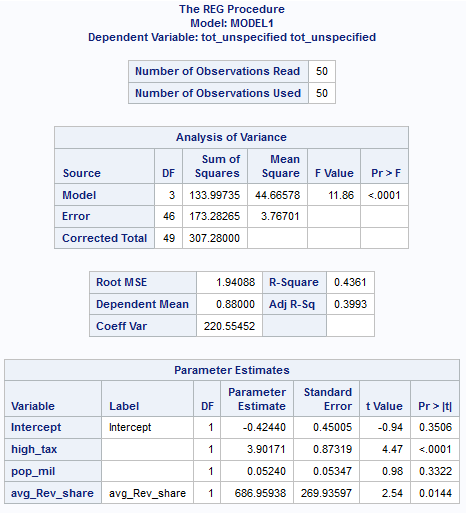 The REG Procedure
Model: MODEL1
Dependent Variable: tot_unspecified tot_unspecified
Number of Observations Read 50
Number of Observations Used 50
Analysis of Variance
Source DF Sum of Squares Mean Square F Value Pr > F
Model 3 133.99735 44.66578 11.86 <.0001
Error 46 173.28265 3.76701
Corrected Total 49 307.28000
Root MSE 1.94088 R-Square 0.4361
Dependent Mean 0.88000 Adj R-Sq 0.3993
Coeff Var 220.55452
Parameter Estimates
Variable Label DF Parameter Estimate Standard Error t Value Pr > |t|
Intercept Intercept 1 -0.42440 0.45005 -0.94 0.3506
high_tax 1 3.90171 0.87319 4.47 <.0001
pop_mil 1 0.05240 0.05347 0.98 0.3322
avg_Rev_share avg_Rev_share 1 686.95938 269.93597 2.54 0.0144